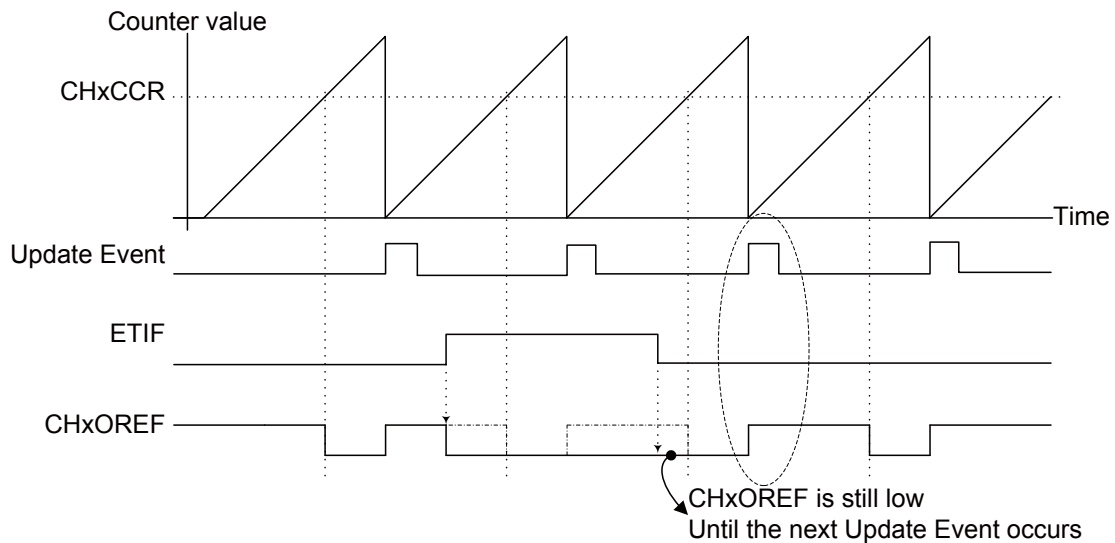 Counter value
CHxCCR
Time
Update Event
ETIF
CHxOREF
CHxOREF is still low
Until the next Update Event occurs